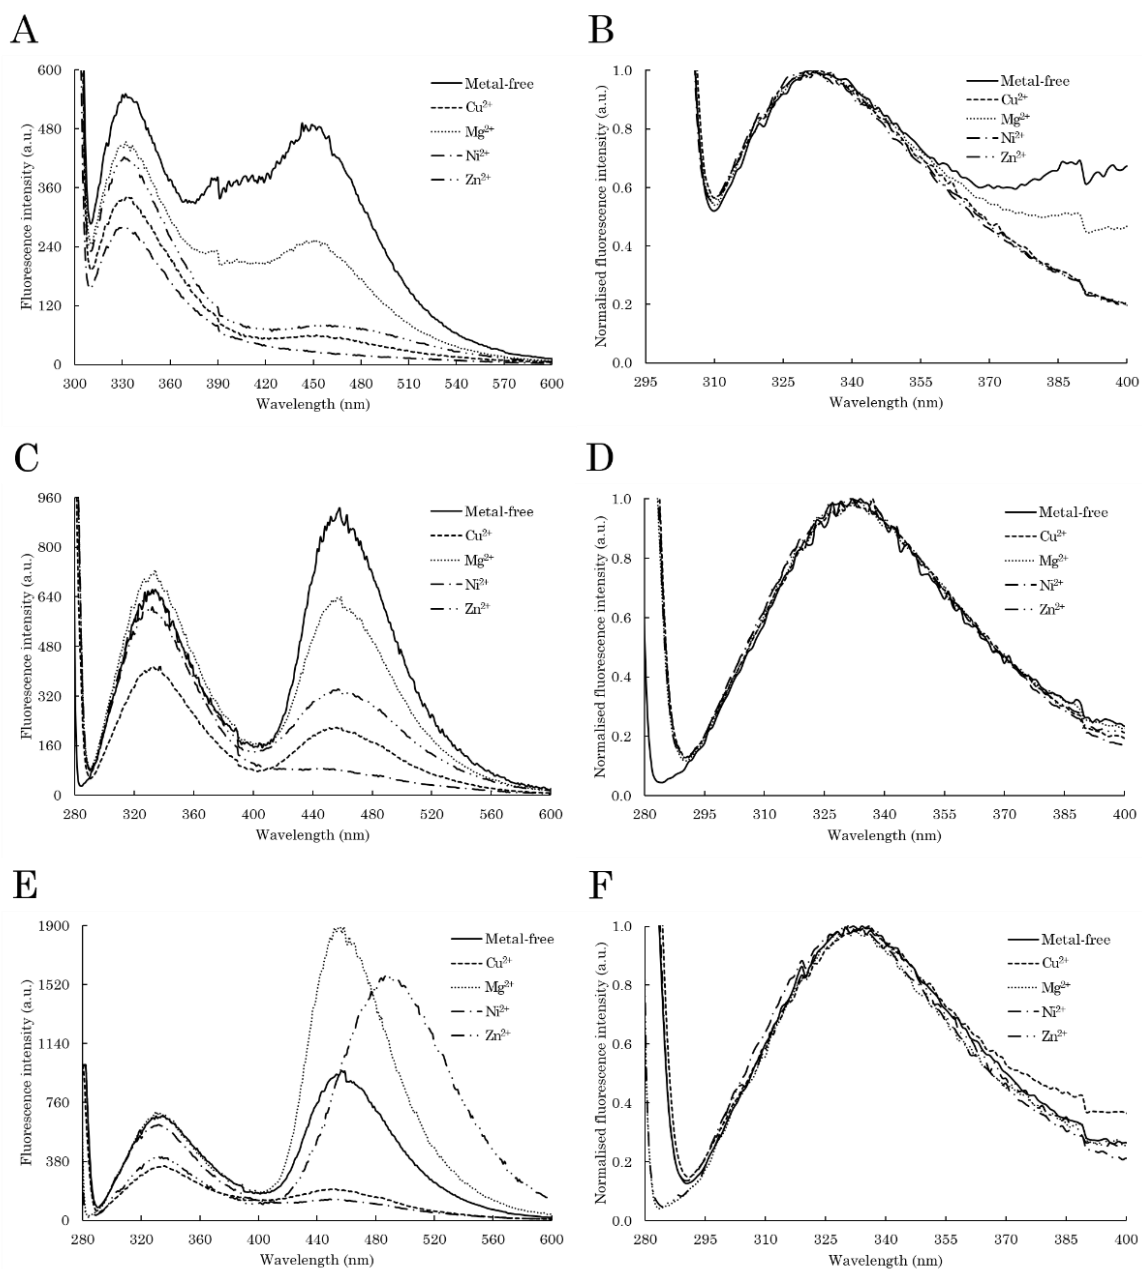 A
600
480
360
240
120
0
300 330 360 390 420 450 480 510 540 570 600
Fluorescence intensity (a.u.)
Wavelength (nm)
Metal-free
Cu²⁺
Mg²⁺
Ni²⁺
Zn²⁺
B
1.0
0.8
0.6
0.4
0.2
0.0
295 310 325 340 355 370 385 400
Normalised fluorescence intensity (a.u.)
Wavelength (nm)
Metal-free
Cu²⁺
Mg²⁺
Ni²⁺
Zn²⁺
C
960
800
640
480
320
160
0
280 320 360 400 440 480 520 560 600
Fluorescence intensity (a.u.)
Wavelength (nm)
Metal-free
Cu²⁺
Mg²⁺
Ni²⁺
Zn²⁺
D
1.0
0.8
0.6
0.4
0.2
0.0
280 295 310 325 340 355 370 385 400
Normalised fluorescence intensity (a.u.)
Wavelength (nm)
Metal-free
Cu²⁺
Mg²⁺
Ni²⁺
Zn²⁺
E
1900
1520
1140
760
380
0
280 320 360 400 440 480 520 560 600
Fluorescence intensity (a.u.)
Wavelength (nm)
Metal-free
Cu²⁺
Mg²⁺
Ni²⁺
Zn²⁺
F
1.0
0.8
0.6
0.4
0.2
0.0
280 295 310 325 340 355 370 385 400
Normalised fluorescence intensity (a.u.)
Wavelength (nm)
Metal-free
Cu²⁺
Mg²⁺
Ni²⁺
Zn²⁺